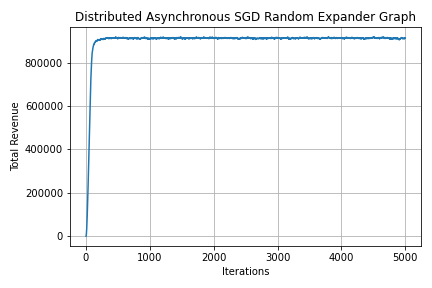 Distributed Asynchronous SGD Random Expander Graph
Total Revenue
800000
600000
400000
200000
0
0 1000 2000 3000 4000 5000
Iterations